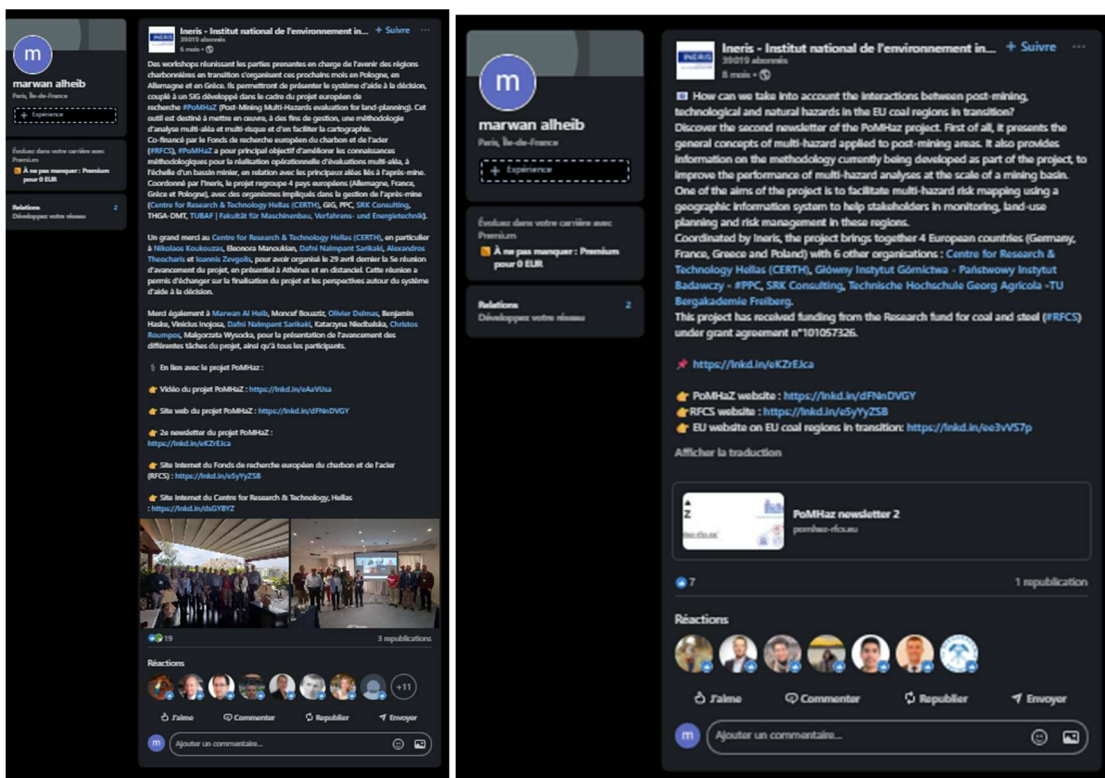 m
marwan alheib
Paris, Île-de-France
+ Expérience
Évoluez dans votre carrière avec
Premium
À ne pas manquer : Premium
pour 0 EUR
Relations 2
Développez votre réseau
INERIS
Ineris - Institut national de l'environnement in... + Suivre ...
39019 abonnés
6 mois •
Des workshops réunissant les parties prenantes en charge de l'avenir des régions
charbonnières en transition s'organisent ces prochains mois en Pologne, en
Allemagne et en Grèce. Ils permettront de présenter le système d'aide à la décision,
couplé à un SIG développé dans le cadre du projet européen de
recherche #PoMHaZ (Post-Mining Multi-Hazards evaluation for land-planning). Cet
outil est destiné à mettre en œuvre, à des fins de gestion, une méthodologie
d'analyse multi-aléa et multi-risque et d'en faciliter la cartographie.
Co-financé par le Fonds de recherche européen du charbon et de l'acier
(#RFCS), #PoMHaZ a pour principal objectif d'améliorer les connaissances
méthodologiques pour la réalisation opérationnelle d'évaluations multi-aléa, à
l'échelle d'un bassin minier, en relation avec les principaux aléas liés à l'après-mine.
Coordonné par l'Ineris, le projet regroupe 4 pays européens (Allemagne, France,
Grèce et Pologne), avec des organismes impliqués dans la gestion de l'après-mine
(Centre for Research & Technology Hellas (CERTH), GIG, PPC, SRK Consulting,
THGA-DMT, TUBAF | Fakultät für Maschinenbau, Verfahrens- und Energietechnik).
Un grand merci au Centre for Research & Technology Hellas (CERTH), en particulier
à Nikolaos Koukouzas, Eleonora Manoukian, Dafni Nalmpant Sarikaki, Alexandros
Theocharis et Ioannis Zevgolis, pour avoir organisé le 29 avril dernier la 5e réunion
d'avancement du projet, en présentiel à Athènes et en distanciel. Cette réunion a
permis d'échanger sur la finalisation du projet et les perspectives autour du système
d'aide à la décision.
Merci également à Marwan Al Heib, Moncef Bouaziz, Olivier Delmas, Benjamin
Haske, Vinicius Inojosa, Dafni Nalmpant Sarikaki, Katarzyna Niedbalska, Christos
Roumpos, Malgorzata Wysocka, pour la présentation de l'avancement des
différentes tâches du projet, ainsi qu'à tous les participants.
En lien avec le projet PoMHaz :
👉 Vidéo du projet PoMHaZ : https://lnkd.in/eAaViJsa
👉 Site web du projet PoMHaZ : https://lnkd.in/dFNnDVGY
👉 2e newsletter du projet PoMHaZ :
https://lnkd.in/eKZrEJca
👉 Site Internet du Fonds de recherche européen du charbon et de l'acier
(RFCS) : https://lnkd.in/e5yYyZSB
👉 Site Internet du Centre for Research & Technology, Hellas
: https://lnkd.in/dsGYBYZ
19 3 republications
Réactions
+11
J'aime Commenter Republier Envoyer
m Ajouter un commentaire...
m
marwan alheib
Paris, Île-de-France
+ Expérience
Évoluez dans votre carrière avec
Premium
À ne pas manquer : Premium
pour 0 EUR
Relations 2
Développez votre réseau
INERIS
Ineris - Institut national de l'environnement in... + Suivre ...
39019 abonnés
8 mois •
How can we take into account the interactions between post-mining,
technological and natural hazards in the EU coal regions in transition?
Discover the second newsletter of the PoMHaz project. First of all, it presents the
general concepts of multi-hazard applied to post-mining areas. It also provides
information on the methodology currently being developed as part of the project, to
improve the performance of multi-hazard analyses at the scale of a mining basin.
One of the aims of the project is to facilitate multi-hazard risk mapping using a
geographic information system to help stakeholders in monitoring, land-use
planning and risk management in these regions.
Coordinated by Ineris, the project brings together 4 European countries (Germany,
France, Greece and Poland) with 6 other organisations : Centre for Research &
Technology Hellas (CERTH), Główny Instytut Górnictwa - Państwowy Instytut
Badawczy - #PPC, SRK Consulting, Technische Hochschule Georg Agricola -TU
Bergakademie Freiberg.
This project has received funding from the Research fund for coal and steel (#RFCS)
under grant agreement n°101057326.
📌 https://lnkd.in/eKZrEJca
👉 PoMHaZ website : https://lnkd.in/dFNnDVGY
👉RFCS website : https://lnkd.in/e5yYyZSB
👉 EU website on EU coal regions in transition: https://lnkd.in/ee3vVS7p
Afficher la traduction
Z
PoMHaz newsletter 2
pomhaz-rfcs.eu
7 1 republication
Réactions
J'aime Commenter Republier Envoyer
m Ajouter un commentaire...